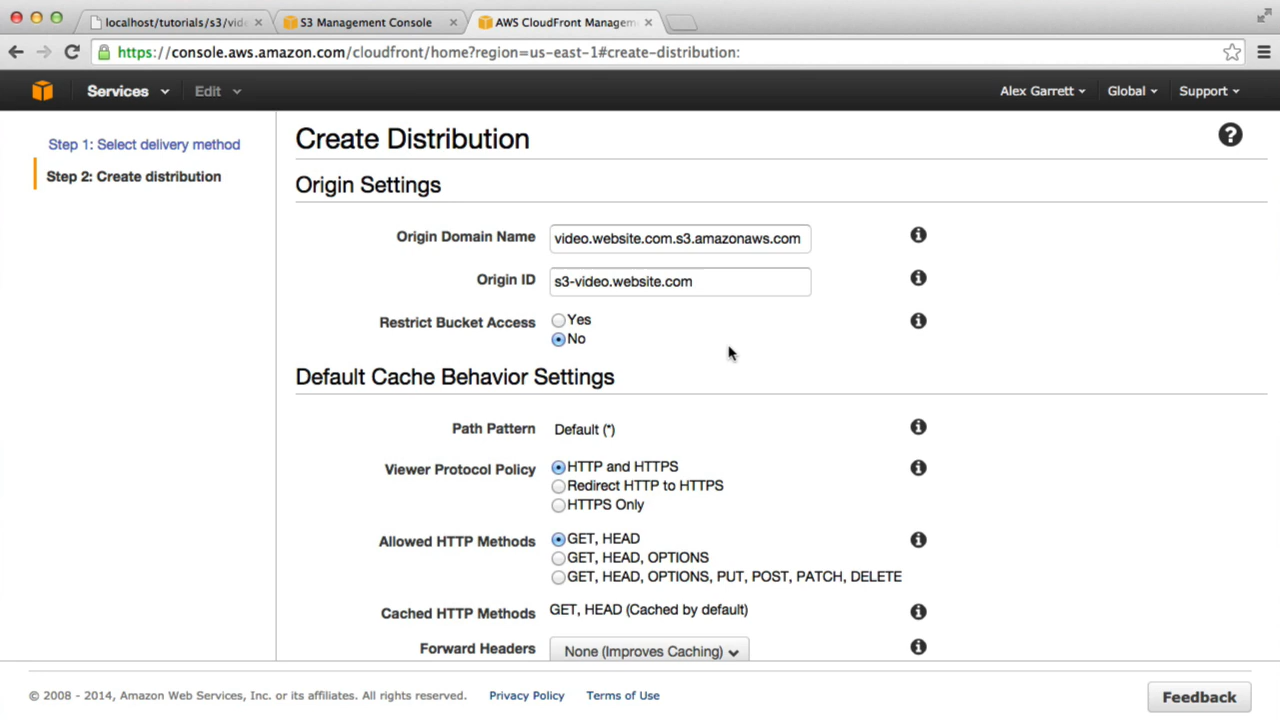 localhost/tutorials/s3/vide
S3 Management Console
AWS CloudFront Managem
https://console.aws.amazon.com/cloudfront/home?region=us-east-1#create-distribution:
Services
Edit
Alex Garrett
Global
Support
Step 1: Select delivery method
Step 2: Create distribution
Create Distribution
Origin Settings
Origin Domain Name
video.website.com.s3.amazonaws.com
Origin ID
s3-video.website.com
Restrict Bucket Access
Yes
No
Default Cache Behavior Settings
Path Pattern
Default (*)
Viewer Protocol Policy
HTTP and HTTPS
Redirect HTTP to HTTPS
HTTPS Only
Allowed HTTP Methods
GET, HEAD
GET, HEAD, OPTIONS
GET, HEAD, OPTIONS, PUT, POST, PATCH, DELETE
Cached HTTP Methods
GET, HEAD (Cached by default)
Forward Headers
None (Improves Caching)
© 2008 - 2014, Amazon Web Services, Inc. or its affiliates. All rights reserved.
Privacy Policy
Terms of Use
Feedback